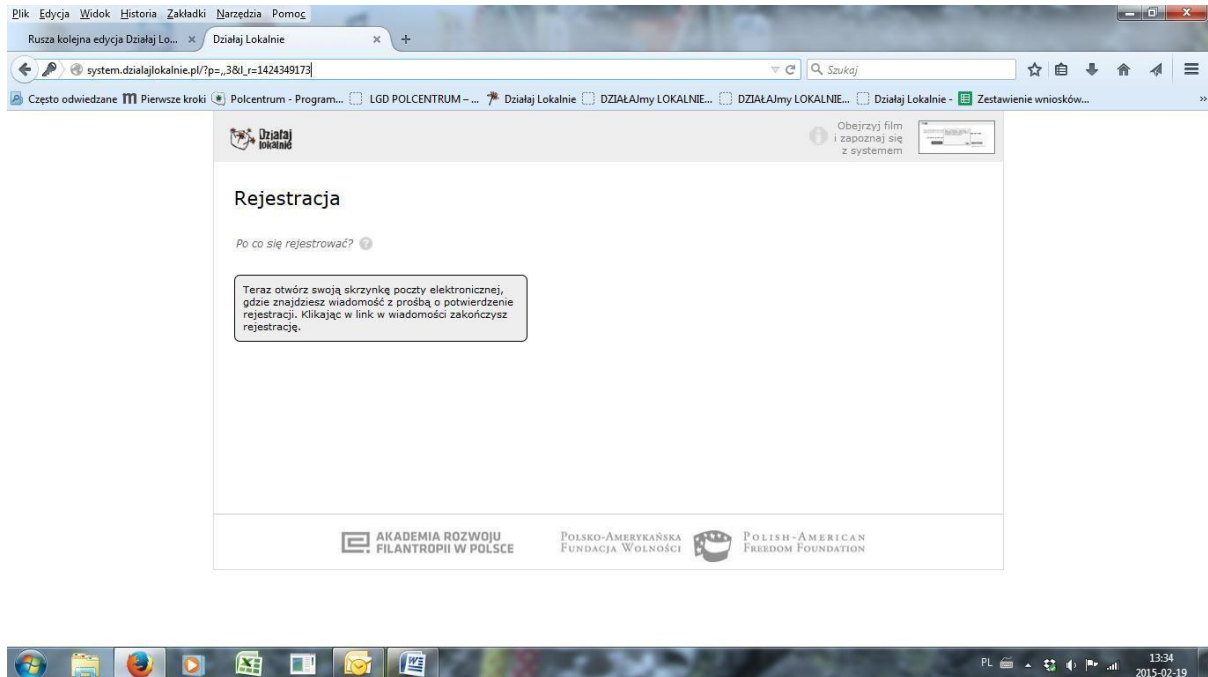 Plik Edycja Widok Historia Zakładki Narzędzia Pomoc
Rusza kolejna edycja Działaj Lo... × Działaj Lokalnie × +
system.dzialajlokalnie.pl/?p=,,3&l_r=1424349173 Szukaj
Często odwiedzane Pierwsze kroki Polcentrum - Program... LGD POLCENTRUM – ... Działaj Lokalnie DZIAŁAJmy LOKALNIE... DZIAŁAJmy LOKALNIE... Działaj Lokalnie - Zestawienie wniosków... »
Działaj
lokalnie
Obejrzyj film
i zapoznaj się
z systemem
Rejestracja
Po co się rejestrować? ?
Teraz otwórz swoją skrzynkę poczty elektronicznej,
gdzie znajdziesz wiadomość z prośbą o potwierdzenie
rejestracji. Klikając w link w wiadomości zakończysz
rejestrację.
AKADEMIA ROZWOJU
FILANTROPII W POLSCE
Polsko-Amerykańska
Fundacja Wolności
Polish-American
Freedom Foundation
PL
13:34
2015-02-19